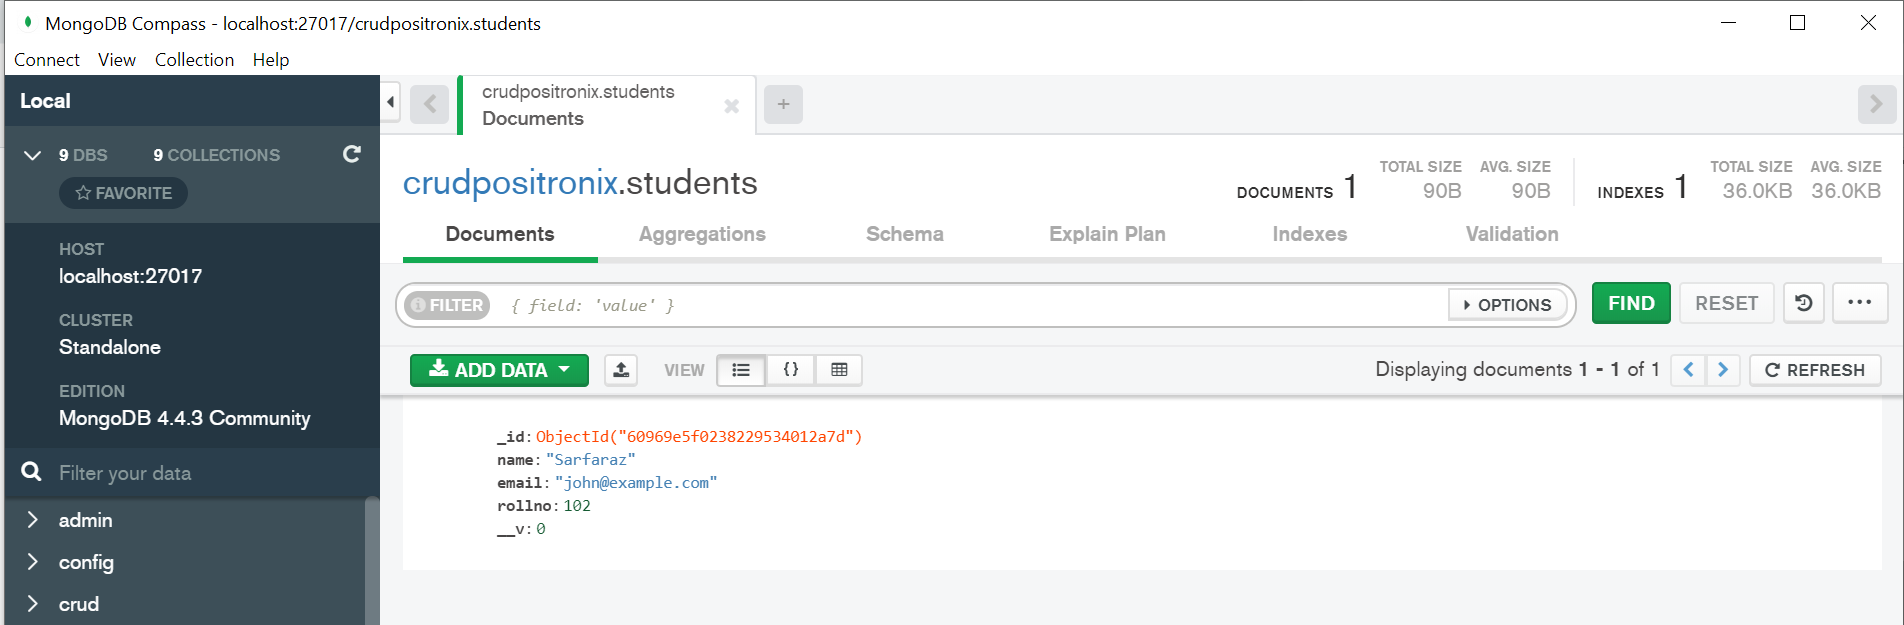 MongoDB Compass - localhost:27017/crudpositronix.students
Connect View Collection Help
Local
9 DBS 9 COLLECTIONS
FAVORITE
HOST
localhost:27017
CLUSTER
Standalone
EDITION
MongoDB 4.4.3 Community
Filter your data
admin
config
crud
crudpositronix.students
Documents
crudpositronix.students
DOCUMENTS 1 TOTAL SIZE 90B AVG. SIZE 90B INDEXES 1 TOTAL SIZE 36.0KB AVG. SIZE 36.0KB
Documents Aggregations Schema Explain Plan Indexes Validation
FILTER { field: 'value' } OPTIONS FIND RESET
ADD DATA VIEW {} Displaying documents 1 - 1 of 1 REFRESH
_id: ObjectId("60969e5f0238229534012a7d")
name: "Sarfaraz"
email: "john@example.com"
rollno: 102
__v: 0